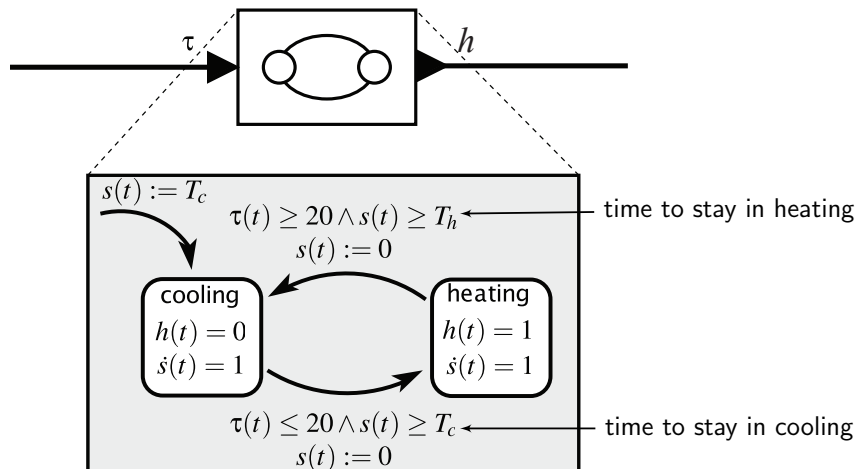 τ h
s(t) := T_c
τ(t) ≥ 20 ∧ s(t) ≥ T_h time to stay in heating
s(t) := 0
cooling heating
h(t) = 0 h(t) = 1
ṡ(t) = 1 ṡ(t) = 1
τ(t) ≤ 20 ∧ s(t) ≥ T_c time to stay in cooling
s(t) := 0